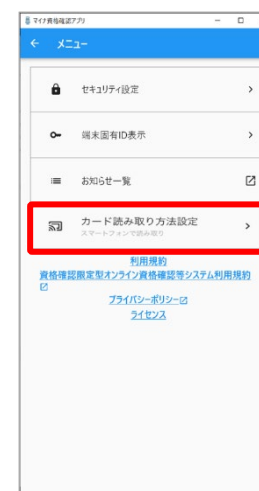 マイナ資格確認アプリ
メニュー
セキュリティ設定
端末固有ID表示
お知らせ一覧
カード読み取り方法設定
スマートフォンで読み取り
利用規約
資格確認限定型オンライン資格確認等システム利用規約
プライバシーポリシー
ライセンス